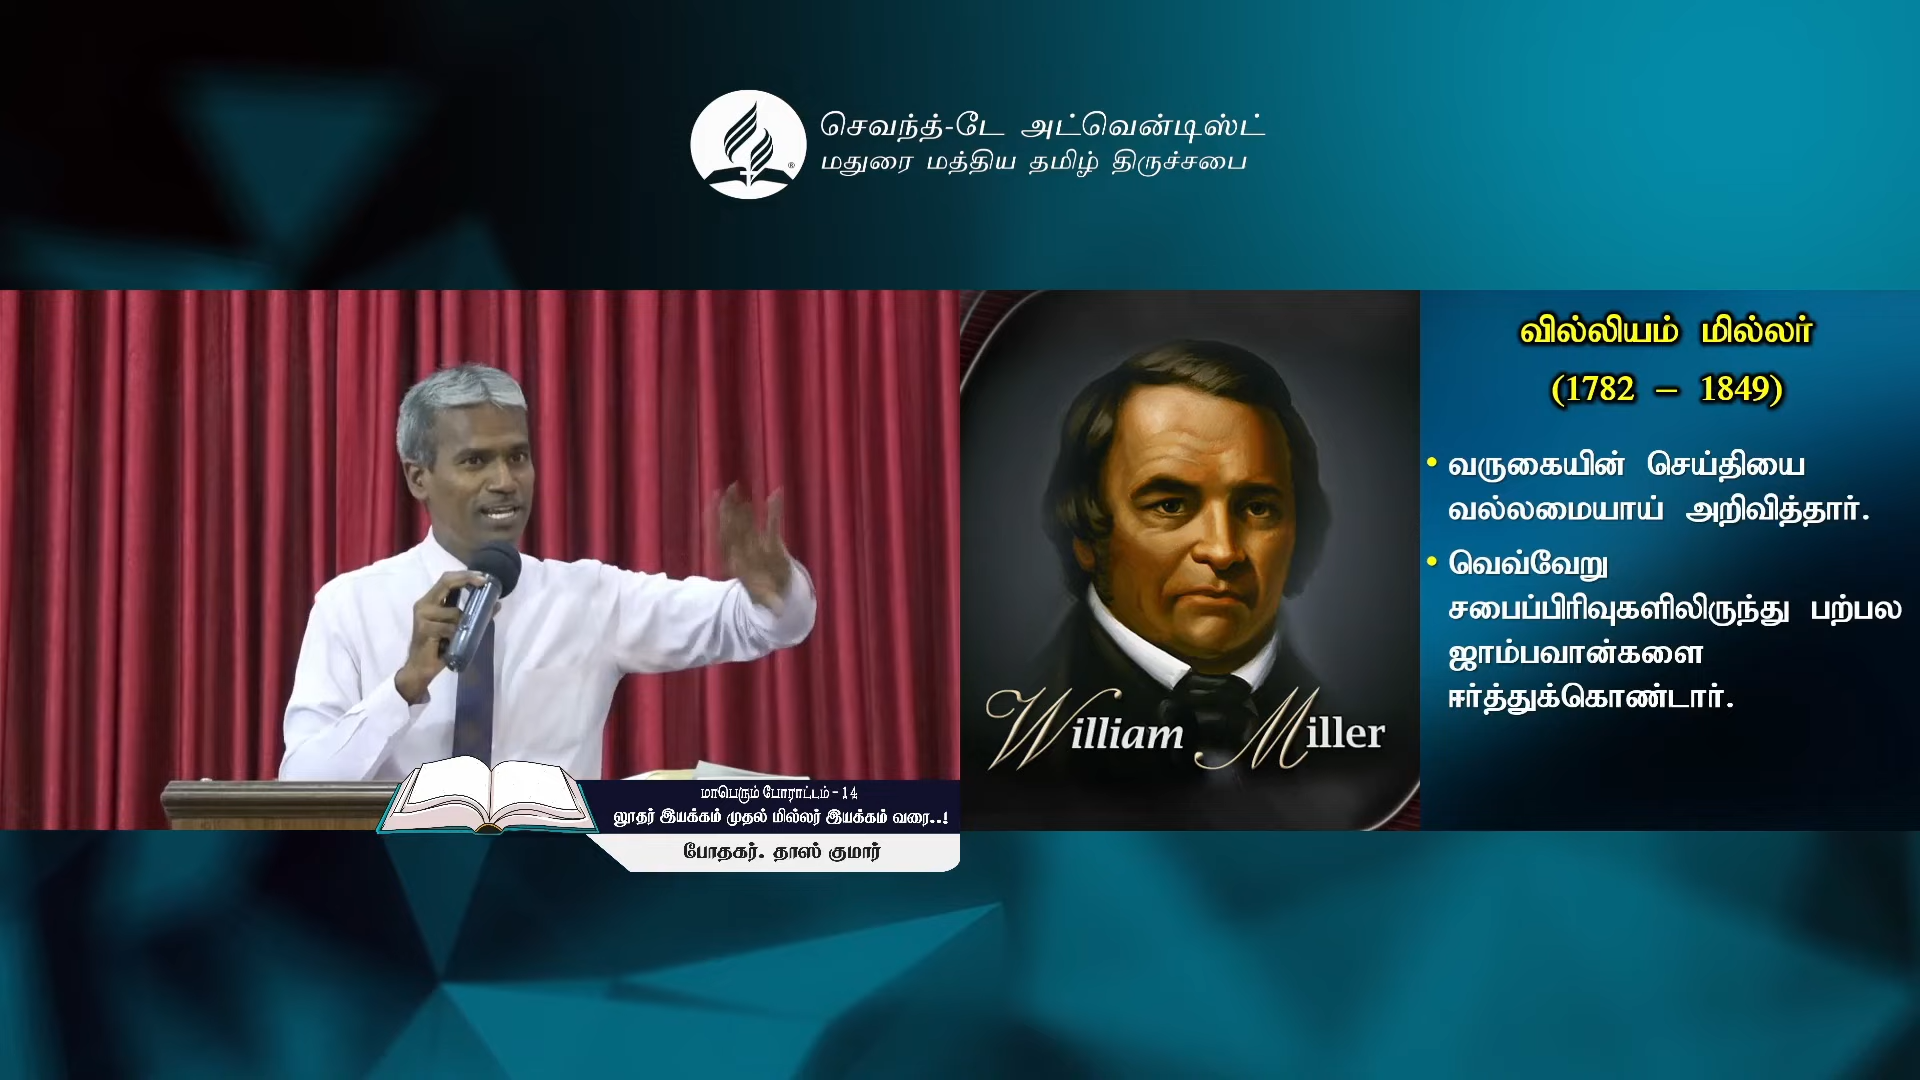 செவந்த்-டே அட்வென்டிஸ்ட்
மதுரை மத்திய தமிழ் திருச்சபை
வில்லியம் மில்லர்
(1782 – 1849)
• வருகையின் செய்தியை
வல்லமையாய் அறிவித்தார்.
• வெவ்வேறு
சபைப்பிரிவுகளிலிருந்து பற்பல
ஜாம்பவான்களை
ஈர்த்துக்கொண்டார்.
William Miller
மாபெரும் போராட்டம் - 14
லூதர் இயக்கம் முதல் மில்லர் இயக்கம் வரை..!
போதகர். தாஸ் குமார்